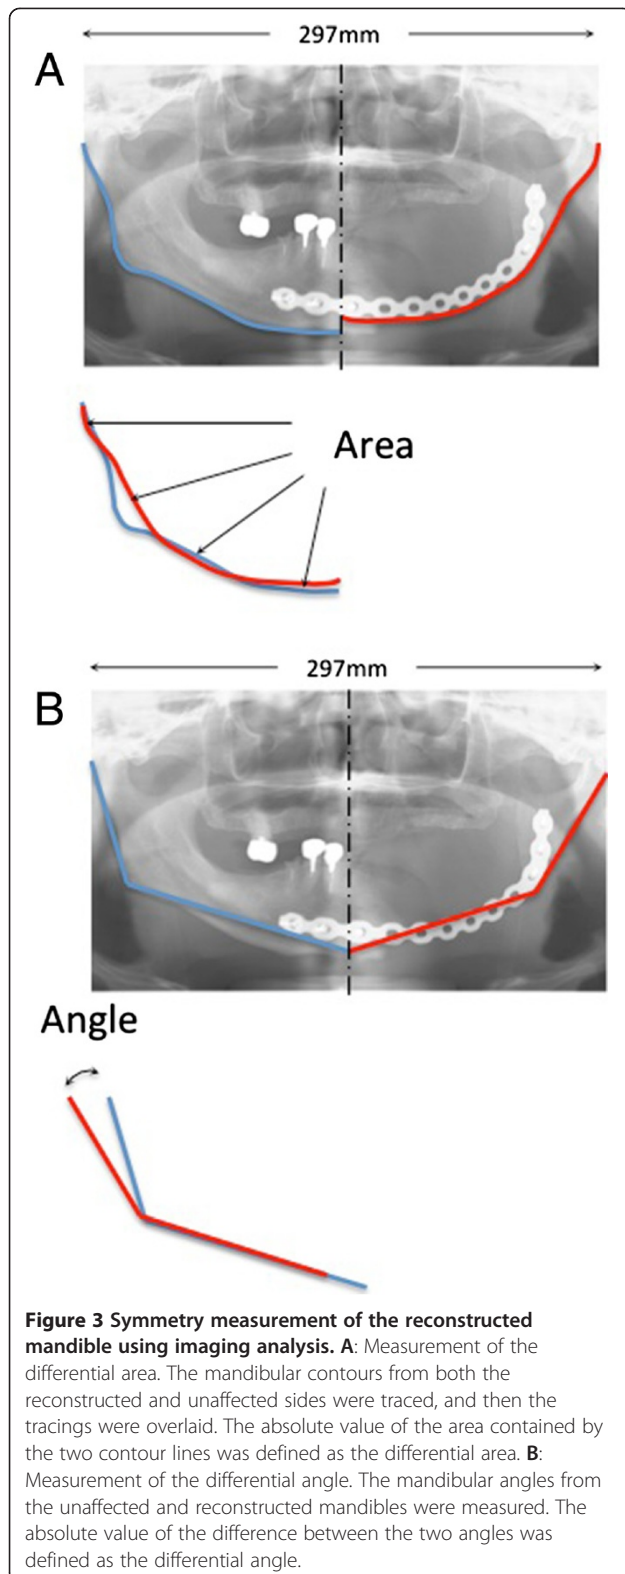 297mm
A
Area
297mm
B
Angle
Figure 3 Symmetry measurement of the reconstructed
mandible using imaging analysis. A: Measurement of the
differential area. The mandibular contours from both the
reconstructed and unaffected sides were traced, and then the
tracings were overlaid. The absolute value of the area contained by
the two contour lines was defined as the differential area. B:
Measurement of the differential angle. The mandibular angles from
the unaffected and reconstructed mandibles were measured. The
absolute value of the difference between the two angles was
defined as the differential angle.